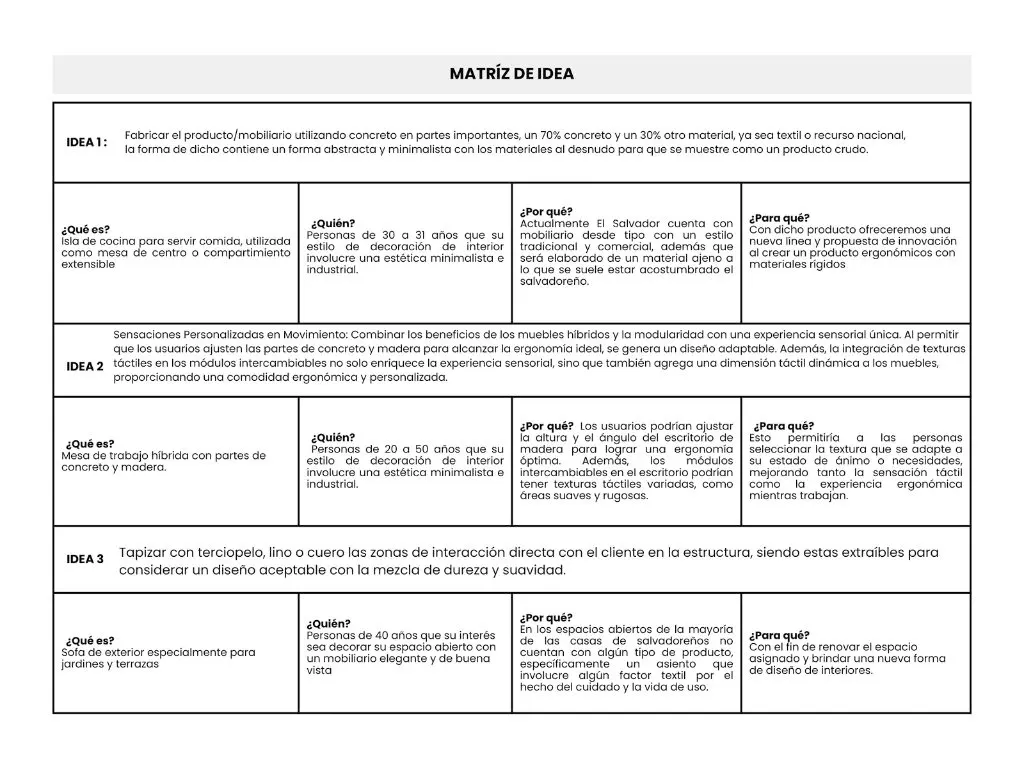 MATRÍZ DE IDEA
IDEA 1 :
Fabricar el producto/mobiliario utilizando concreto en partes importantes, un 70% concreto y un 30% otro material, ya sea textil o recurso nacional,
la forma de dicho contiene un forma abstracta y minimalista con los materiales al desnudo para que se muestre como un producto crudo.
¿Qué es?
Isla de cocina para servir comida, utilizada
como mesa de centro o compartimiento
extensible
¿Quién?
Personas de 30 a 31 años que su
estilo de decoración de interior
involucre una estética minimalista e
industrial.
¿Por qué?
Actualmente El Salvador cuenta con
mobiliario desde tipo con un estilo
tradicional y comercial, además que
será elaborado de un material ajeno a
lo que se suele estar acostumbrado el
salvadoreño.
¿Para qué?
Con dicho producto ofreceremos una
nueva línea y propuesta de innovación
al crear un producto ergonómicos con
materiales rígidos
IDEA 2
Sensaciones Personalizadas en Movimiento: Combinar los beneficios de los muebles híbridos y la modularidad con una experiencia sensorial única. Al permitir
que los usuarios ajusten las partes de concreto y madera para alcanzar la ergonomía ideal, se genera un diseño adaptable. Además, la integración de texturas
táctiles en los módulos intercambiables no solo enriquece la experiencia sensorial, sino que también agrega una dimensión táctil dinámica a los muebles,
proporcionando una comodidad ergonómica y personalizada.
¿Qué es?
Mesa de trabajo híbrida con partes de
concreto y madera.
¿Quién?
Personas de 20 a 50 años que su
estilo de decoración de interior
involucre una estética minimalista e
industrial.
¿Por qué? Los usuarios podrían ajustar
la altura y el ángulo del escritorio de
madera para lograr una ergonomía
óptima. Además, los módulos
intercambiables en el escritorio podrían
tener texturas táctiles variadas, como
áreas suaves y rugosas.
¿Para qué?
Esto permitiría a las personas
seleccionar la textura que se adapte a
su estado de ánimo o necesidades,
mejorando tanto la sensación táctil
como la experiencia ergonómica
mientras trabajan.
IDEA 3
Tapizar con terciopelo, lino o cuero las zonas de interacción directa con el cliente en la estructura, siendo estas extraíbles para
considerar un diseño aceptable con la mezcla de dureza y suavidad.
¿Qué es?
Sofa de exterior especialmente para
jardines y terrazas
¿Quién?
Personas de 40 años que su interés
sea decorar su espacio abierto con
un mobiliario elegante y de buena
vista
¿Por qué?
En los espacios abiertos de la mayoría
de las casas de salvadoreños no
cuentan con algún tipo de producto,
específicamente un asiento que
involucre algún factor textil por el
hecho del cuidado y la vida de uso.
¿Para qué?
Con el fin de renovar el espacio
asignado y brindar una nueva forma
de diseño de interiores.